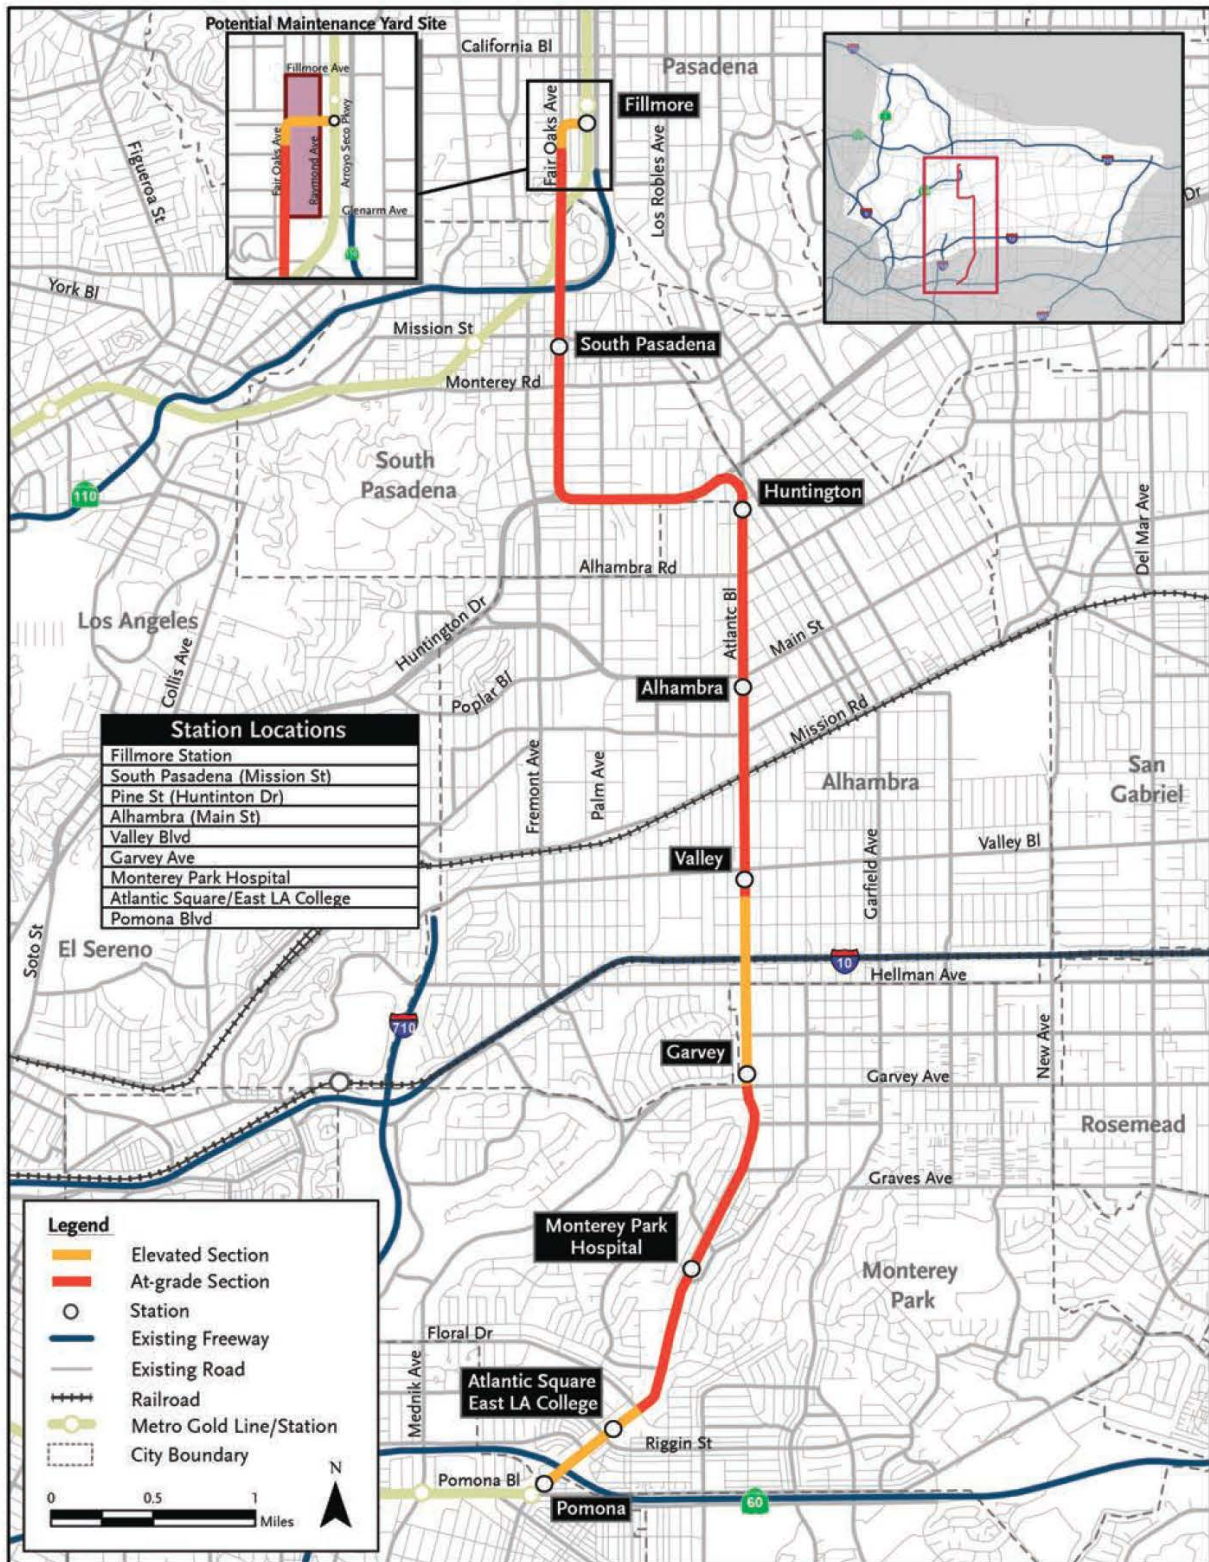 Potential Maintenance Yard Site
Fillmore Ave
Fair Oaks Ave
Raymond Ave
Arroyo Seco Pkwy
Glenarm Ave
California Bl
Pasadena
Fillmore
Fair Oaks Ave
Los Robles Ave
Dr
Figueroa St
York Bl
Mission St
South Pasadena
Monterey Rd
South
Pasadena
110
Huntington
Del Mar Ave
Alhambra Rd
Los Angeles
Huntington Dr
Atlantc Bl
Main St
Collis Ave
Poplar Bl
Alhambra
Mission Rd
Station Locations
Fillmore Station
South Pasadena (Mission St)
Pine St (Huntinton Dr)
Alhambra (Main St)
Valley Blvd
Garvey Ave
Monterey Park Hospital
Atlantic Square/East LA College
Pomona Blvd
Fremont Ave
Palm Ave
Alhambra
San
Gabriel
Valley
Valley Bl
Garfield Ave
Soto St
El Sereno
10
Hellman Ave
710
New Ave
Garvey
Garvey Ave
Rosemead
Graves Ave
Monterey Park
Hospital
Monterey
Park
Legend
Elevated Section
At-grade Section
Station
Existing Freeway
Existing Road
Railroad
Metro Gold Line/Station
City Boundary
N
0 0.5 1
Miles
Floral Dr
Mednik Ave
Atlantic Square
East LA College
Riggin St
Pomona Bl
Pomona
60